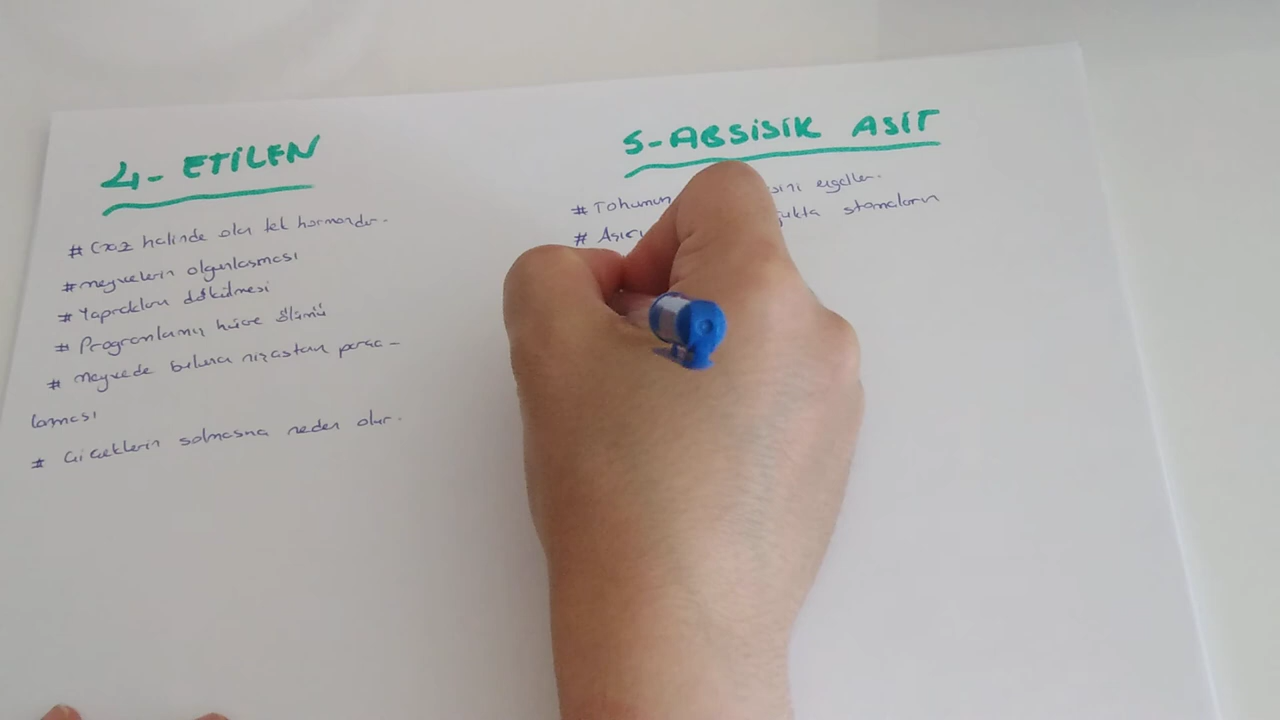 4- ETİLEN
# Gaz halinde olan tek hormondur.
# meyvelerin olgunlaşması
# Yaprakların dökülmesi
# Programlanmış hücre ölümü
# meyvede bulunan nişastanın parça-
lanması
# Çiçeklerin solmasına neden olur.
5-ABSİSİK ASİT
# Tohumun sini engeller.
# Aşırı stomaların